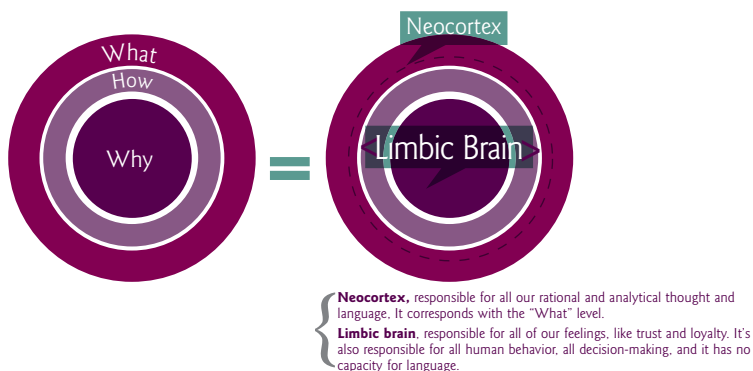 What
How
Why
=
Neocortex
<Limbic Brain>
Neocortex, responsible for all our rational and analytical thought and
language, It corresponds with the “What” level.
Limbic brain, responsible for all of our feelings, like trust and loyalty. It’s
also responsible for all human behavior, all decision-making, and it has no
capacity for language.